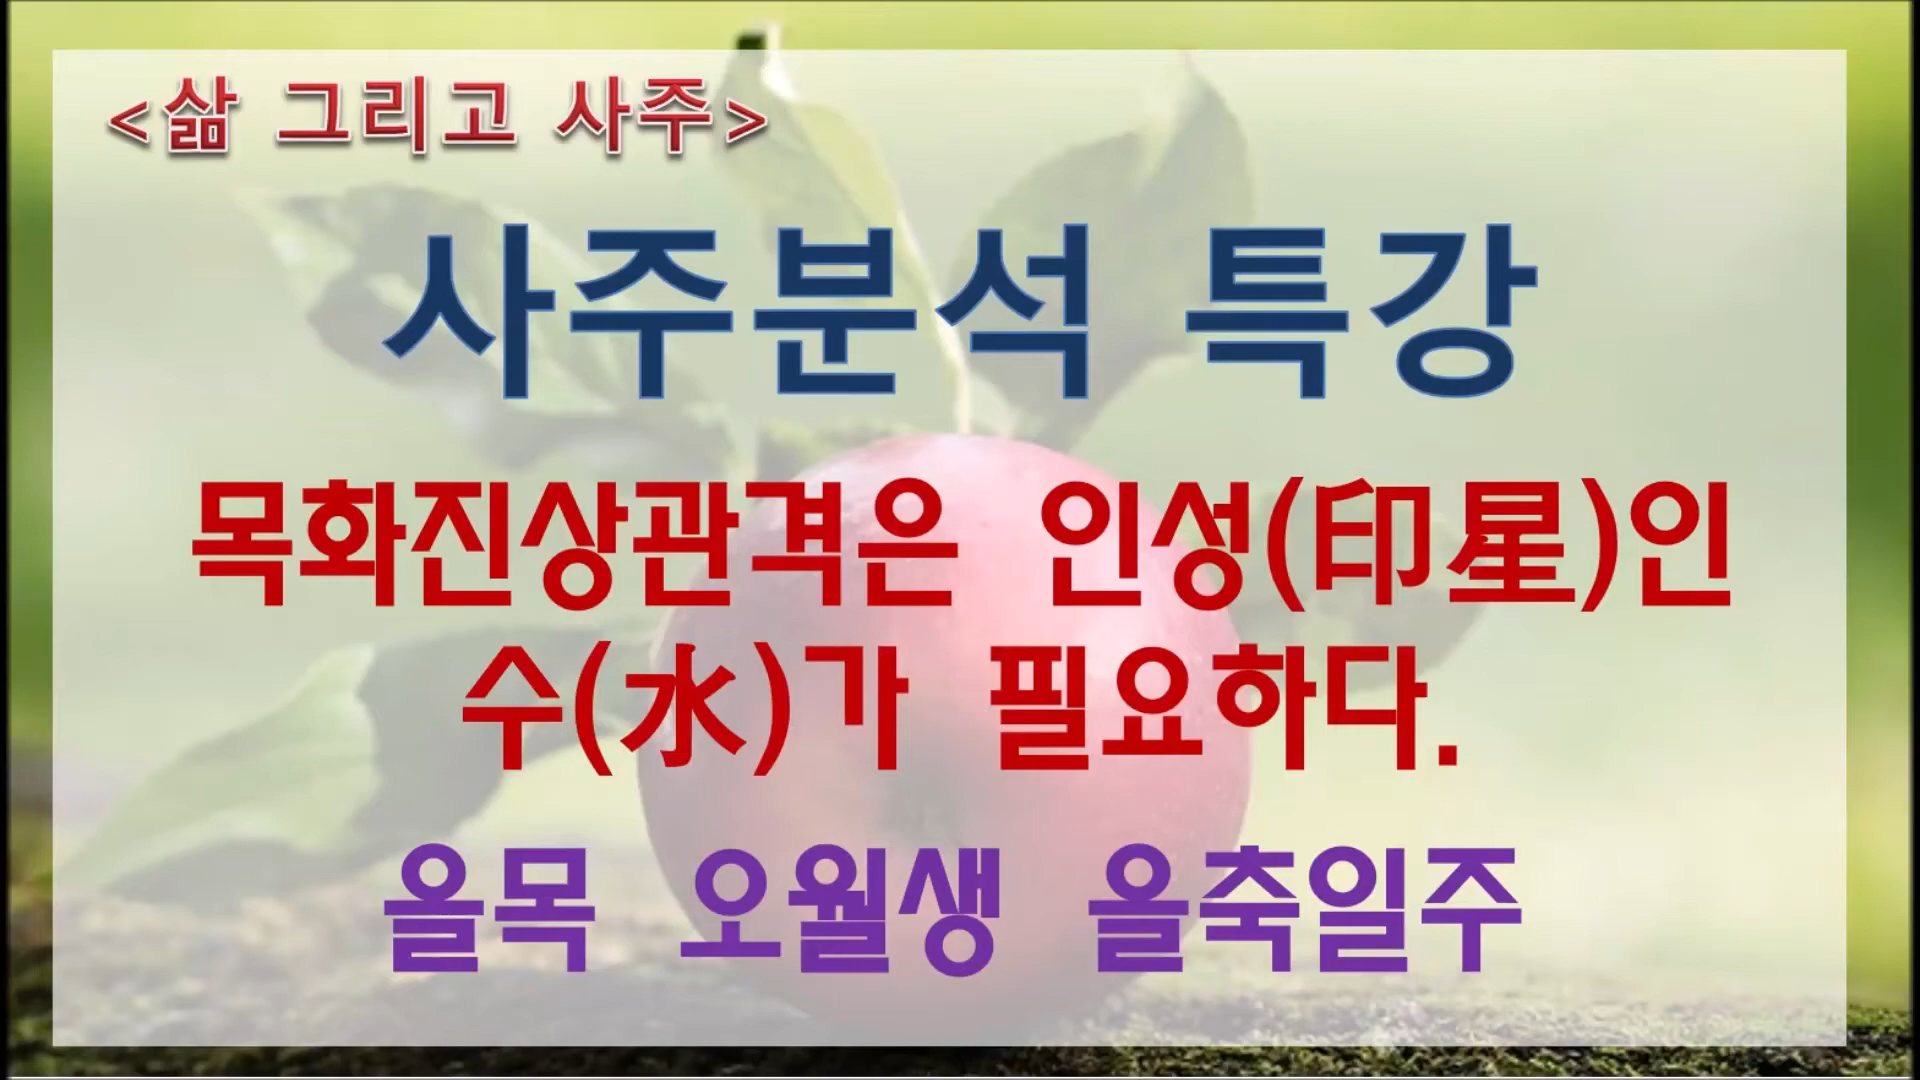 <삶 그리고 사주>
사주분석 특강
목화진상관격은 인성(印星)인
수(水)가 필요하다.
을목 오월생 을축일주